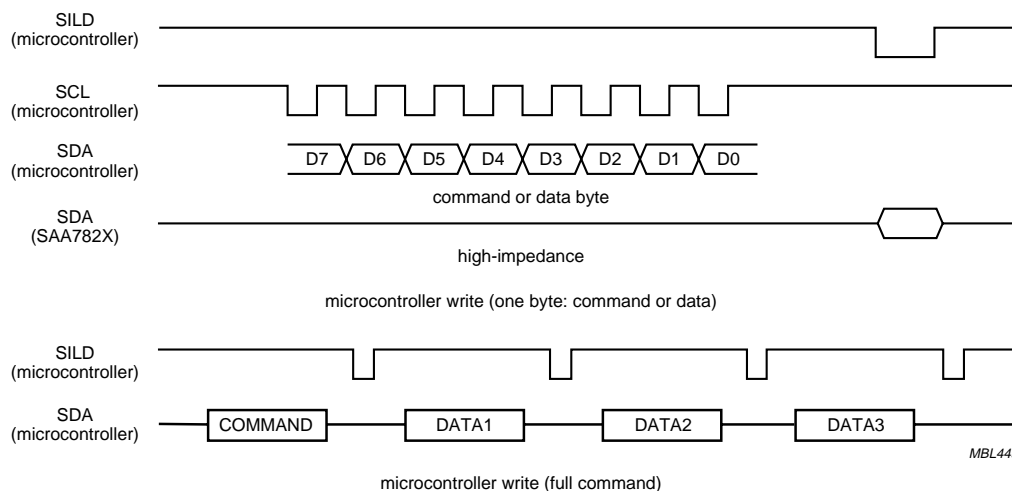 SILD
(microcontroller)
SCL
(microcontroller)
SDA
(microcontroller)
D7 D6 D5 D4 D3 D2 D1 D0
command or data byte
SDA
(SAA782X)
high-impedance
microcontroller write (one byte: command or data)
SILD
(microcontroller)
SDA
(microcontroller)
COMMAND DATA1 DATA2 DATA3
MBL44
microcontroller write (full command)